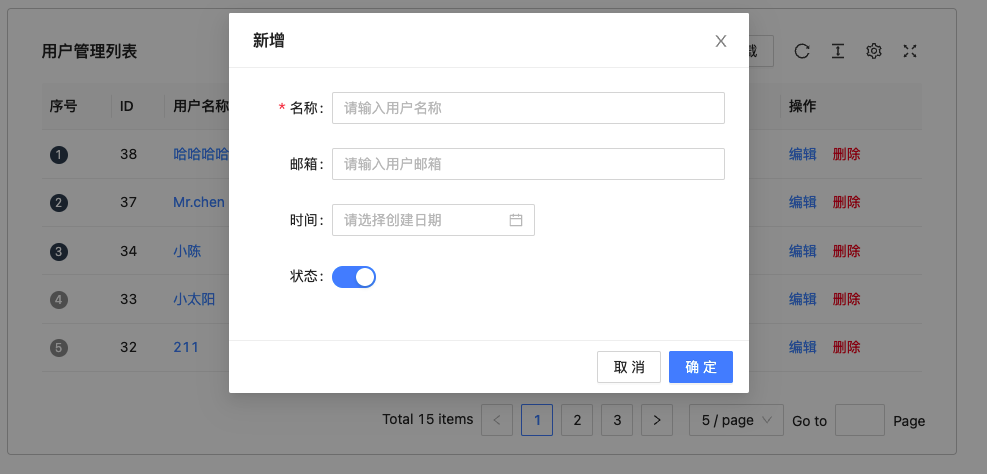 新增
用户管理列表
序号 ID 用户名称 操作
* 名称: 请输入用户名称
1 38 哈哈哈哈 编辑 删除
邮箱: 请输入用户邮箱
2 37 Mr.chen 编辑 删除
时间: 请选择创建日期
3 34 小陈 编辑 删除
状态:
4 33 小太阳 编辑 删除
5 32 211 编辑 删除
取 消 确 定
Total 15 items < 1 2 3 > 5 / page Go to Page